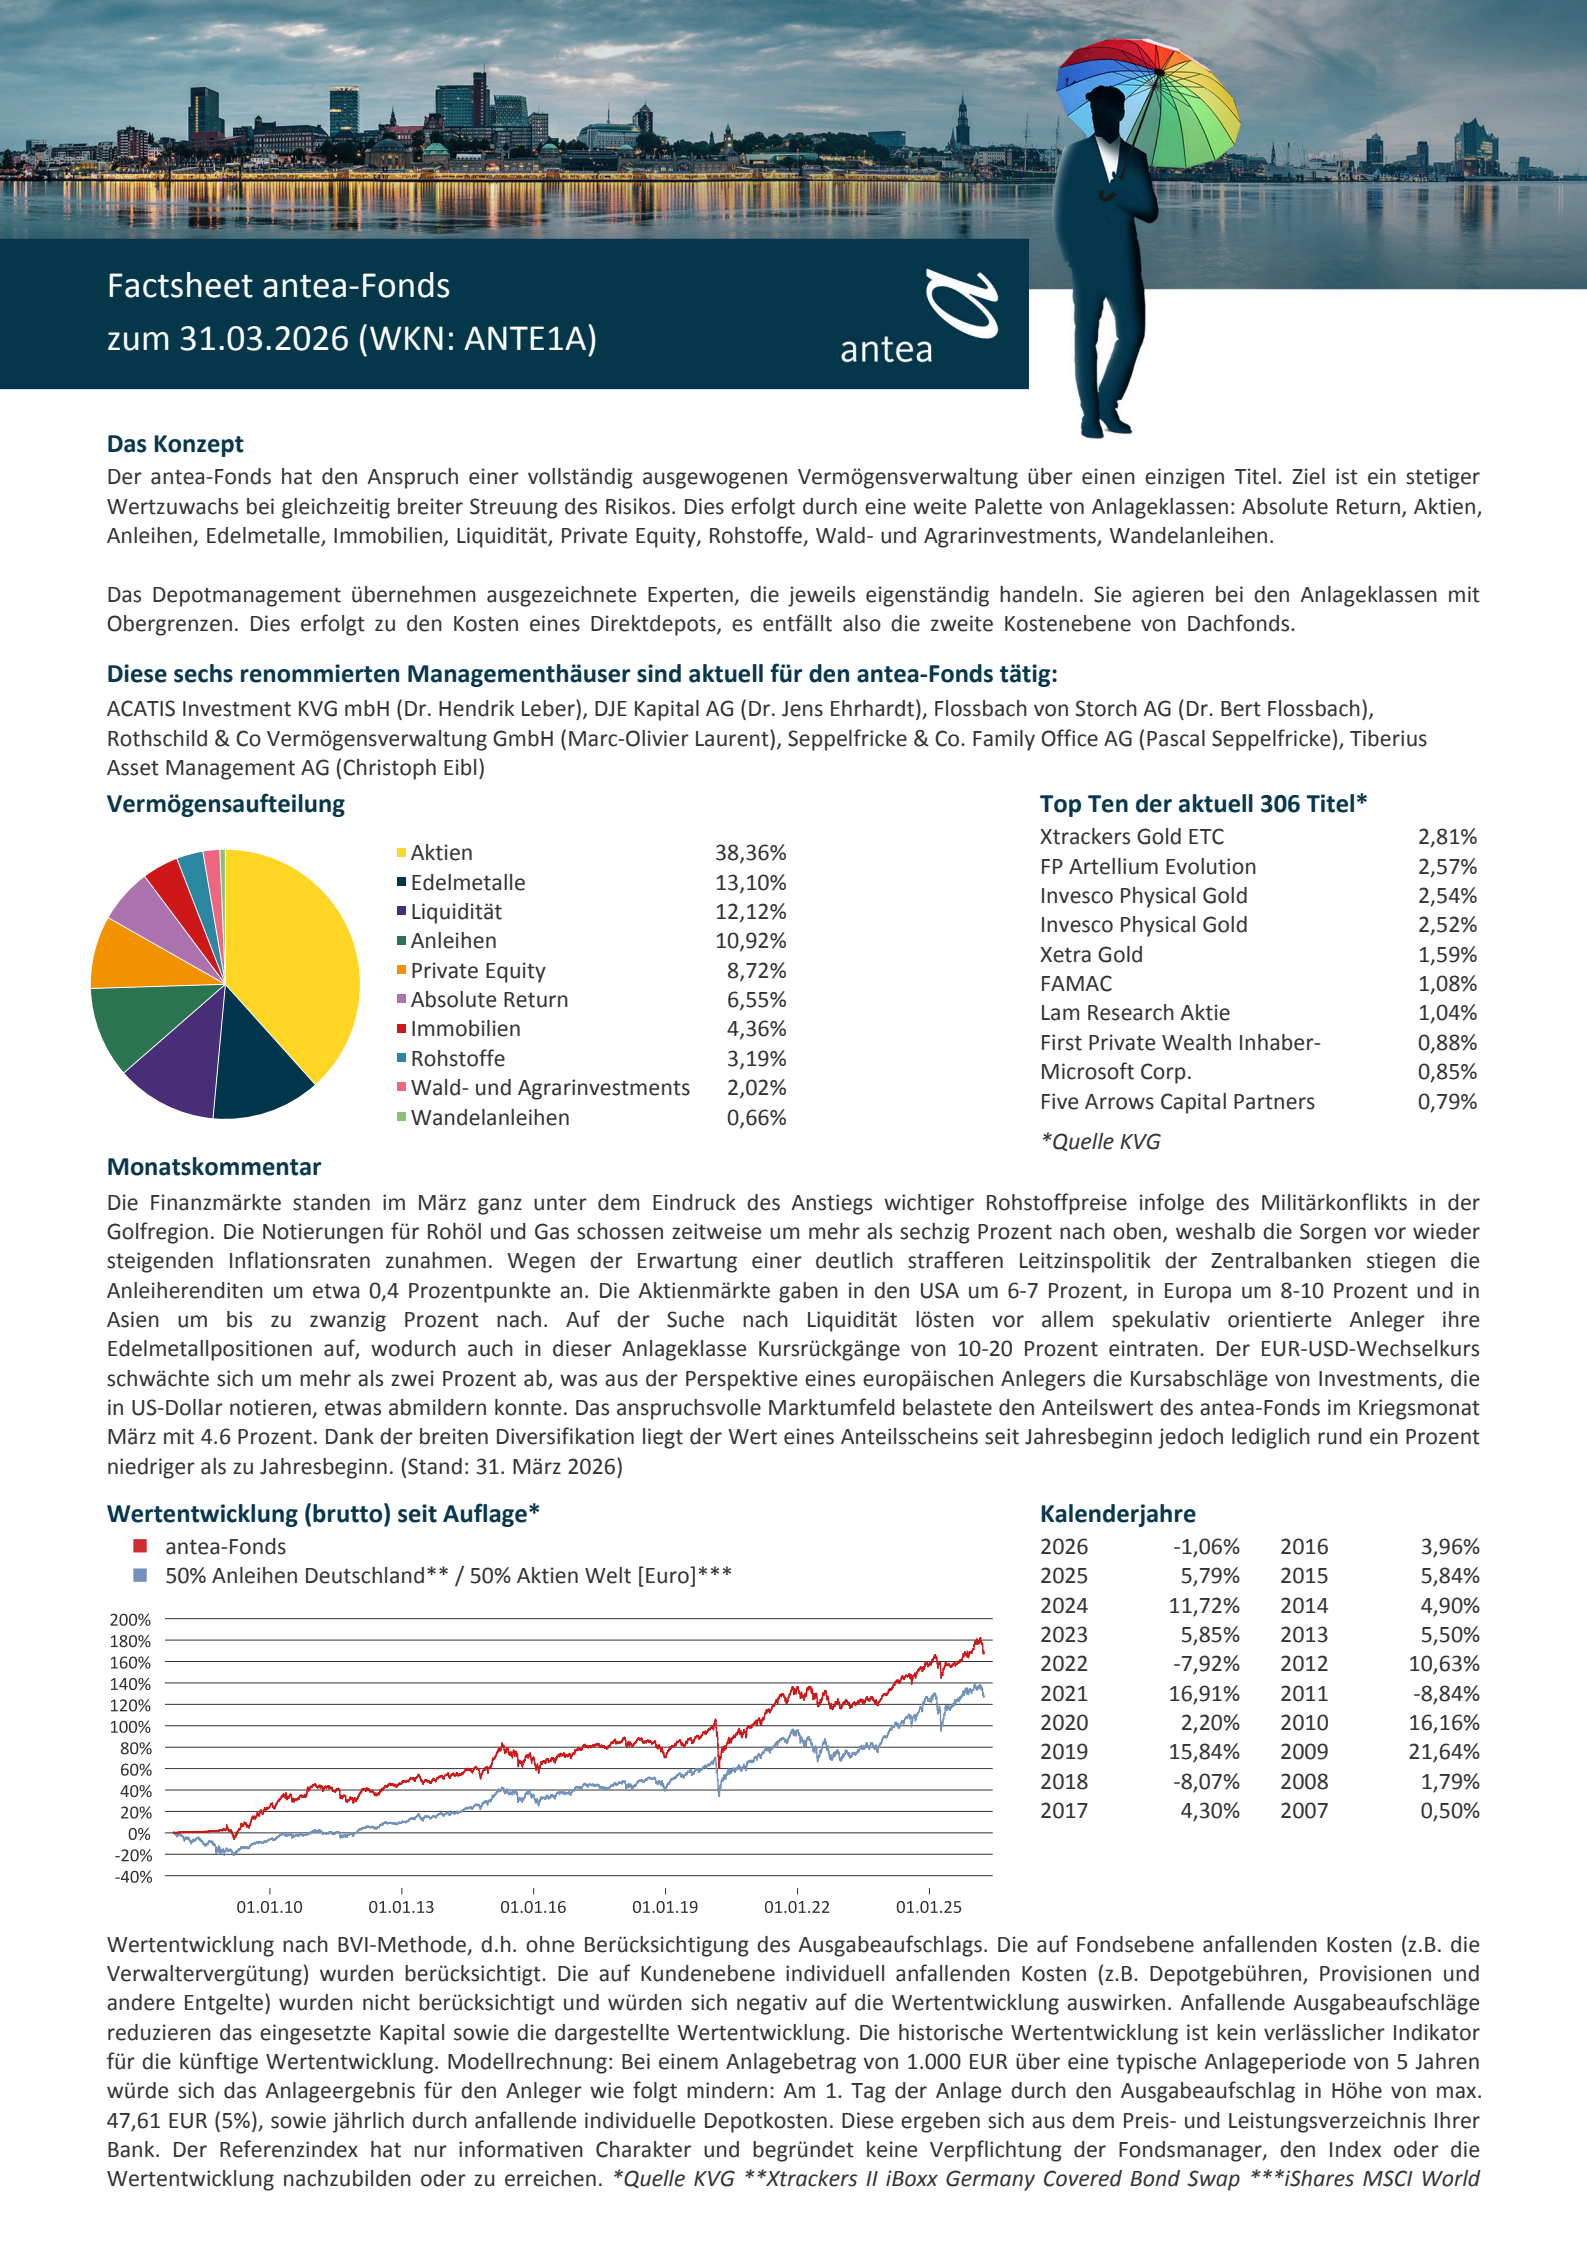 Factsheet antea-Fonds
zum 31.03.2026 (WKN: ANTE1A)
antea
Das Konzept
Der antea-Fonds hat den Anspruch einer vollständig ausgewogenen Vermögensverwaltung über einen einzigen Titel. Ziel ist ein stetiger
Wertzuwachs bei gleichzeitig breiter Streuung des Risikos. Dies erfolgt durch eine weite Palette von Anlageklassen: Absolute Return, Aktien,
Anleihen, Edelmetalle, Immobilien, Liquidität, Private Equity, Rohstoffe, Wald- und Agrarinvestments, Wandelanleihen.
Das Depotmanagement übernehmen ausgezeichnete Experten, die jeweils eigenständig handeln. Sie agieren bei den Anlageklassen mit
Obergrenzen. Dies erfolgt zu den Kosten eines Direktdepots, es entfällt also die zweite Kostenebene von Dachfonds.
Diese sechs renommierten Managementhäuser sind aktuell für den antea-Fonds tätig:
ACATIS Investment KVG mbH (Dr. Hendrik Leber), DJE Kapital AG (Dr. Jens Ehrhardt), Flossbach von Storch AG (Dr. Bert Flossbach),
Rothschild & Co Vermögensverwaltung GmbH (Marc-Olivier Laurent), Seppelfricke & Co. Family Office AG (Pascal Seppelfricke), Tiberius
Asset Management AG (Christoph Eibl)
Vermögensaufteilung
Aktien 38,36%
Edelmetalle 13,10%
Liquidität 12,12%
Anleihen 10,92%
Private Equity 8,72%
Absolute Return 6,55%
Immobilien 4,36%
Rohstoffe 3,19%
Wald- und Agrarinvestments 2,02%
Wandelanleihen 0,66%
Top Ten der aktuell 306 Titel*
Xtrackers Gold ETC 2,81%
FP Artellium Evolution 2,57%
Invesco Physical Gold 2,54%
Invesco Physical Gold 2,52%
Xetra Gold 1,59%
FAMAC 1,08%
Lam Research Aktie 1,04%
First Private Wealth Inhaber- 0,88%
Microsoft Corp. 0,85%
Five Arrows Capital Partners 0,79%
*Quelle KVG
Monatskommentar
Die Finanzmärkte standen im März ganz unter dem Eindruck des Anstiegs wichtiger Rohstoffpreise infolge des Militärkonflikts in der
Golfregion. Die Notierungen für Rohöl und Gas schossen zeitweise um mehr als sechzig Prozent nach oben, weshalb die Sorgen vor wieder
steigenden Inflationsraten zunahmen. Wegen der Erwartung einer deutlich strafferen Leitzinspolitik der Zentralbanken stiegen die
Anleiherenditen um etwa 0,4 Prozentpunkte an. Die Aktienmärkte gaben in den USA um 6-7 Prozent, in Europa um 8-10 Prozent und in
Asien um bis zu zwanzig Prozent nach. Auf der Suche nach Liquidität lösten vor allem spekulativ orientierte Anleger ihre
Edelmetallpositionen auf, wodurch auch in dieser Anlageklasse Kursrückgänge von 10-20 Prozent eintraten. Der EUR-USD-Wechselkurs
schwächte sich um mehr als zwei Prozent ab, was aus der Perspektive eines europäischen Anlegers die Kursabschläge von Investments, die
in US-Dollar notieren, etwas abmildern konnte. Das anspruchsvolle Marktumfeld belastete den Anteilswert des antea-Fonds im Kriegsmonat
März mit 4.6 Prozent. Dank der breiten Diversifikation liegt der Wert eines Anteilsscheins seit Jahresbeginn jedoch lediglich rund ein Prozent
niedriger als zu Jahresbeginn. (Stand: 31. März 2026)
Wertentwicklung (brutto) seit Auflage*
antea-Fonds
50% Anleihen Deutschland** / 50% Aktien Welt [Euro]***
200%
180%
160%
140%
120%
100%
80%
60%
40%
20%
0%
-20%
-40%
01.01.10 01.01.13 01.01.16 01.01.19 01.01.22 01.01.25
Kalenderjahre
2026 -1,06% 2016 3,96%
2025 5,79% 2015 5,84%
2024 11,72% 2014 4,90%
2023 5,85% 2013 5,50%
2022 -7,92% 2012 10,63%
2021 16,91% 2011 -8,84%
2020 2,20% 2010 16,16%
2019 15,84% 2009 21,64%
2018 -8,07% 2008 1,79%
2017 4,30% 2007 0,50%
Wertentwicklung nach BVI-Methode, d.h. ohne Berücksichtigung des Ausgabeaufschlags. Die auf Fondsebene anfallenden Kosten (z.B. die
Verwaltervergütung) wurden berücksichtigt. Die auf Kundenebene individuell anfallenden Kosten (z.B. Depotgebühren, Provisionen und
andere Entgelte) wurden nicht berücksichtigt und würden sich negativ auf die Wertentwicklung auswirken. Anfallende Ausgabeaufschläge
reduzieren das eingesetzte Kapital sowie die dargestellte Wertentwicklung. Die historische Wertentwicklung ist kein verlässlicher Indikator
für die künftige Wertentwicklung. Modellrechnung: Bei einem Anlagebetrag von 1.000 EUR über eine typische Anlageperiode von 5 Jahren
würde sich das Anlageergebnis für den Anleger wie folgt mindern: Am 1. Tag der Anlage durch den Ausgabeaufschlag in Höhe von max.
47,61 EUR (5%), sowie jährlich durch anfallende individuelle Depotkosten. Diese ergeben sich aus dem Preis- und Leistungsverzeichnis Ihrer
Bank. Der Referenzindex hat nur informativen Charakter und begründet keine Verpflichtung der Fondsmanager, den Index oder die
Wertentwicklung nachzubilden oder zu erreichen. *Quelle KVG **Xtrackers II iBoxx Germany Covered Bond Swap ***iShares MSCI World